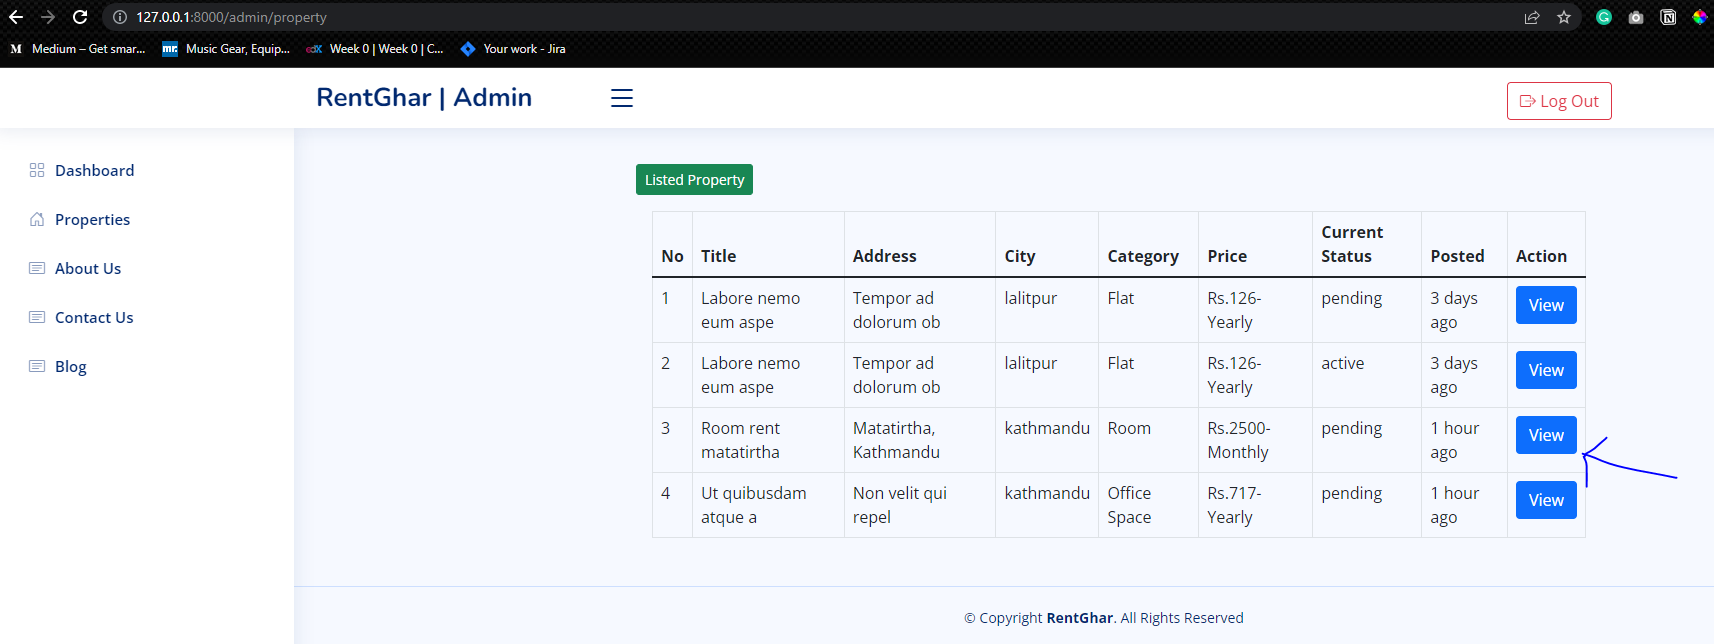 127.0.0.1:8000/admin/property
Medium – Get smar... mr. Music Gear, Equip... edX Week 0 | Week 0 | C... Your work - Jira
RentGhar | Admin
Log Out
Dashboard
Properties
About Us
Contact Us
Blog
Listed Property
No Title Address City Category Price Current Status Posted Action
1 Labore nemo eum aspe Tempor ad dolorum ob lalitpur Flat Rs.126-Yearly pending 3 days ago View
2 Labore nemo eum aspe Tempor ad dolorum ob lalitpur Flat Rs.126-Yearly active 3 days ago View
3 Room rent matatirtha Matatirtha, Kathmandu kathmandu Room Rs.2500-Monthly pending 1 hour ago View
4 Ut quibusdam atque a Non velit qui repel kathmandu Office Space Rs.717-Yearly pending 1 hour ago View
© Copyright RentGhar. All Rights Reserved